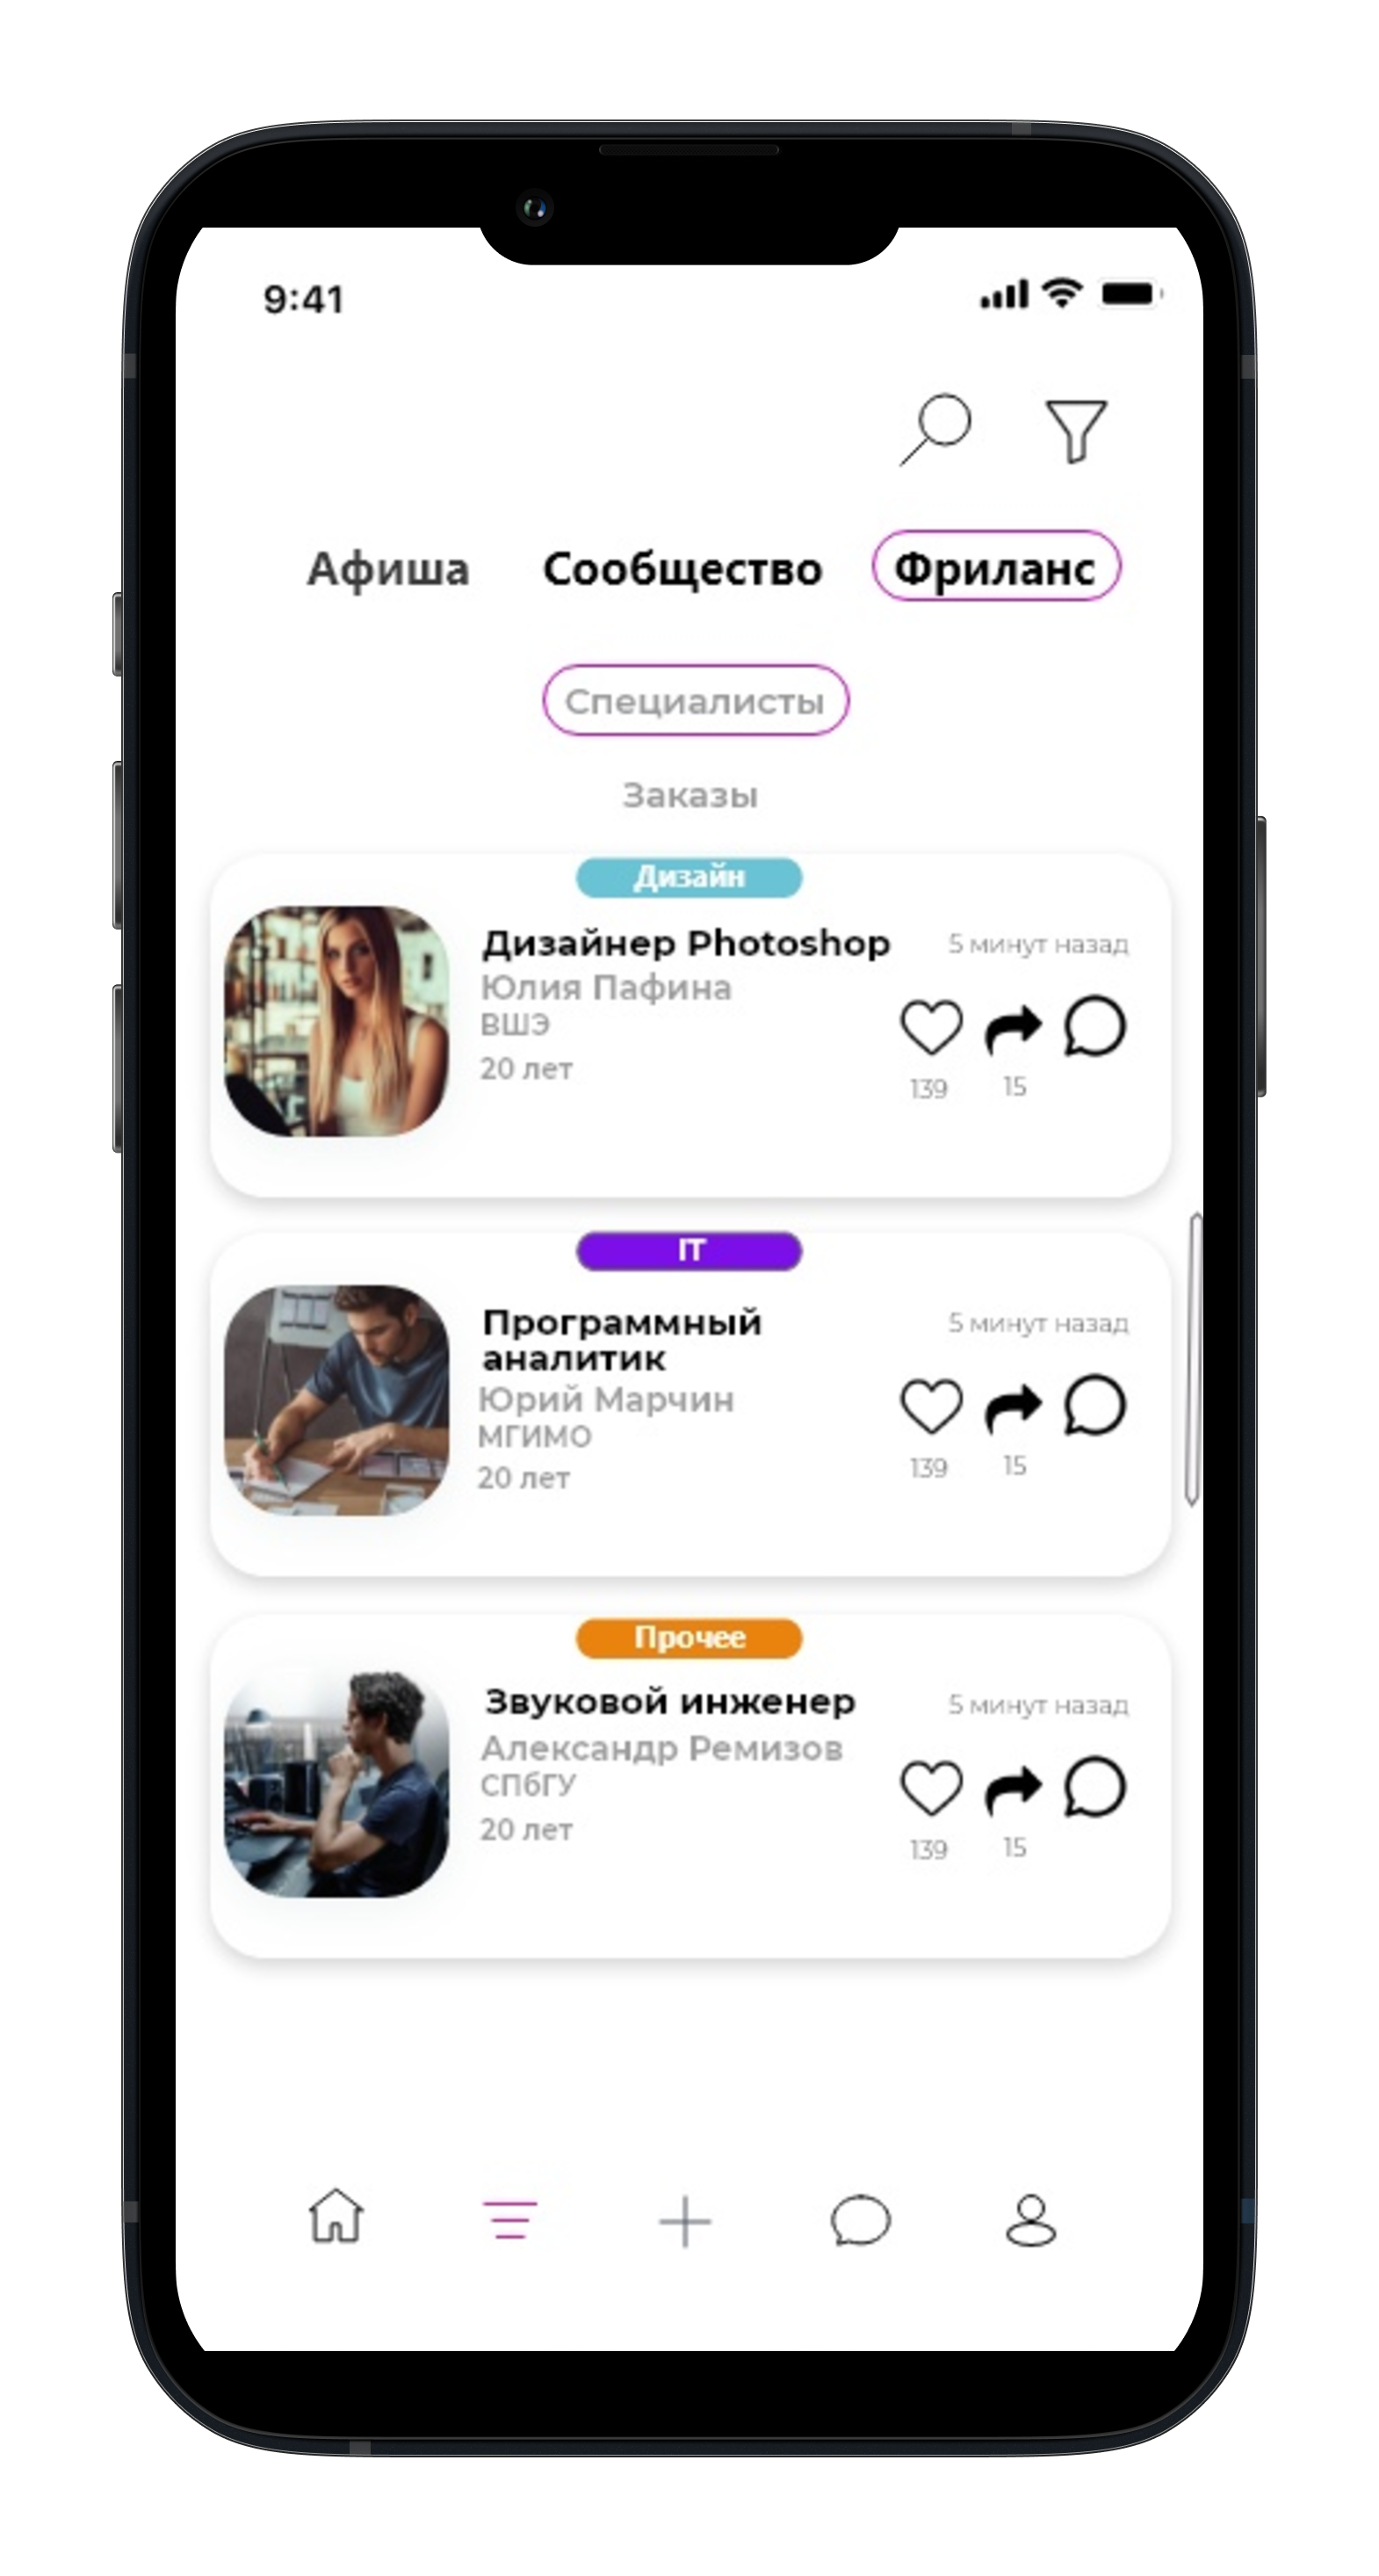 9:41
Афиша Сообщество Фриланс
Специалисты
Заказы
Дизайн
Дизайнер Photoshop
5 минут назад
Юлия Пафина
ВШЭ
20 лет
139 15
IT
Программный
аналитик
5 минут назад
Юрий Марчин
МГИМО
20 лет
139 15
Прочее
Звуковой инженер
5 минут назад
Александр Ремизов
СПбГУ
20 лет
139 15